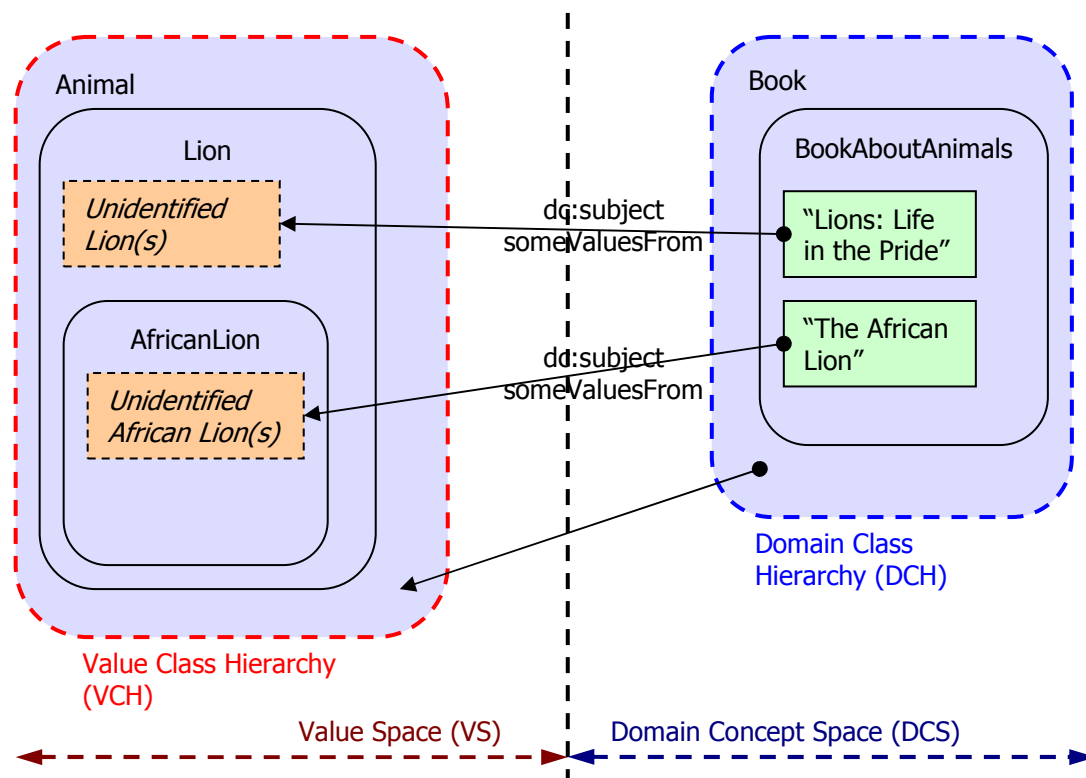 Animal
Lion
Unidentified
Lion(s)
AfricanLion
Unidentified
African Lion(s)
Value Class Hierarchy
(VCH)
dc:subject
someValuesFrom
dc:subject
someValuesFrom
Book
BookAboutAnimals
“Lions: Life
in the Pride”
“The African
Lion”
Domain Class
Hierarchy (DCH)
Value Space (VS)
Domain Concept Space (DCS)